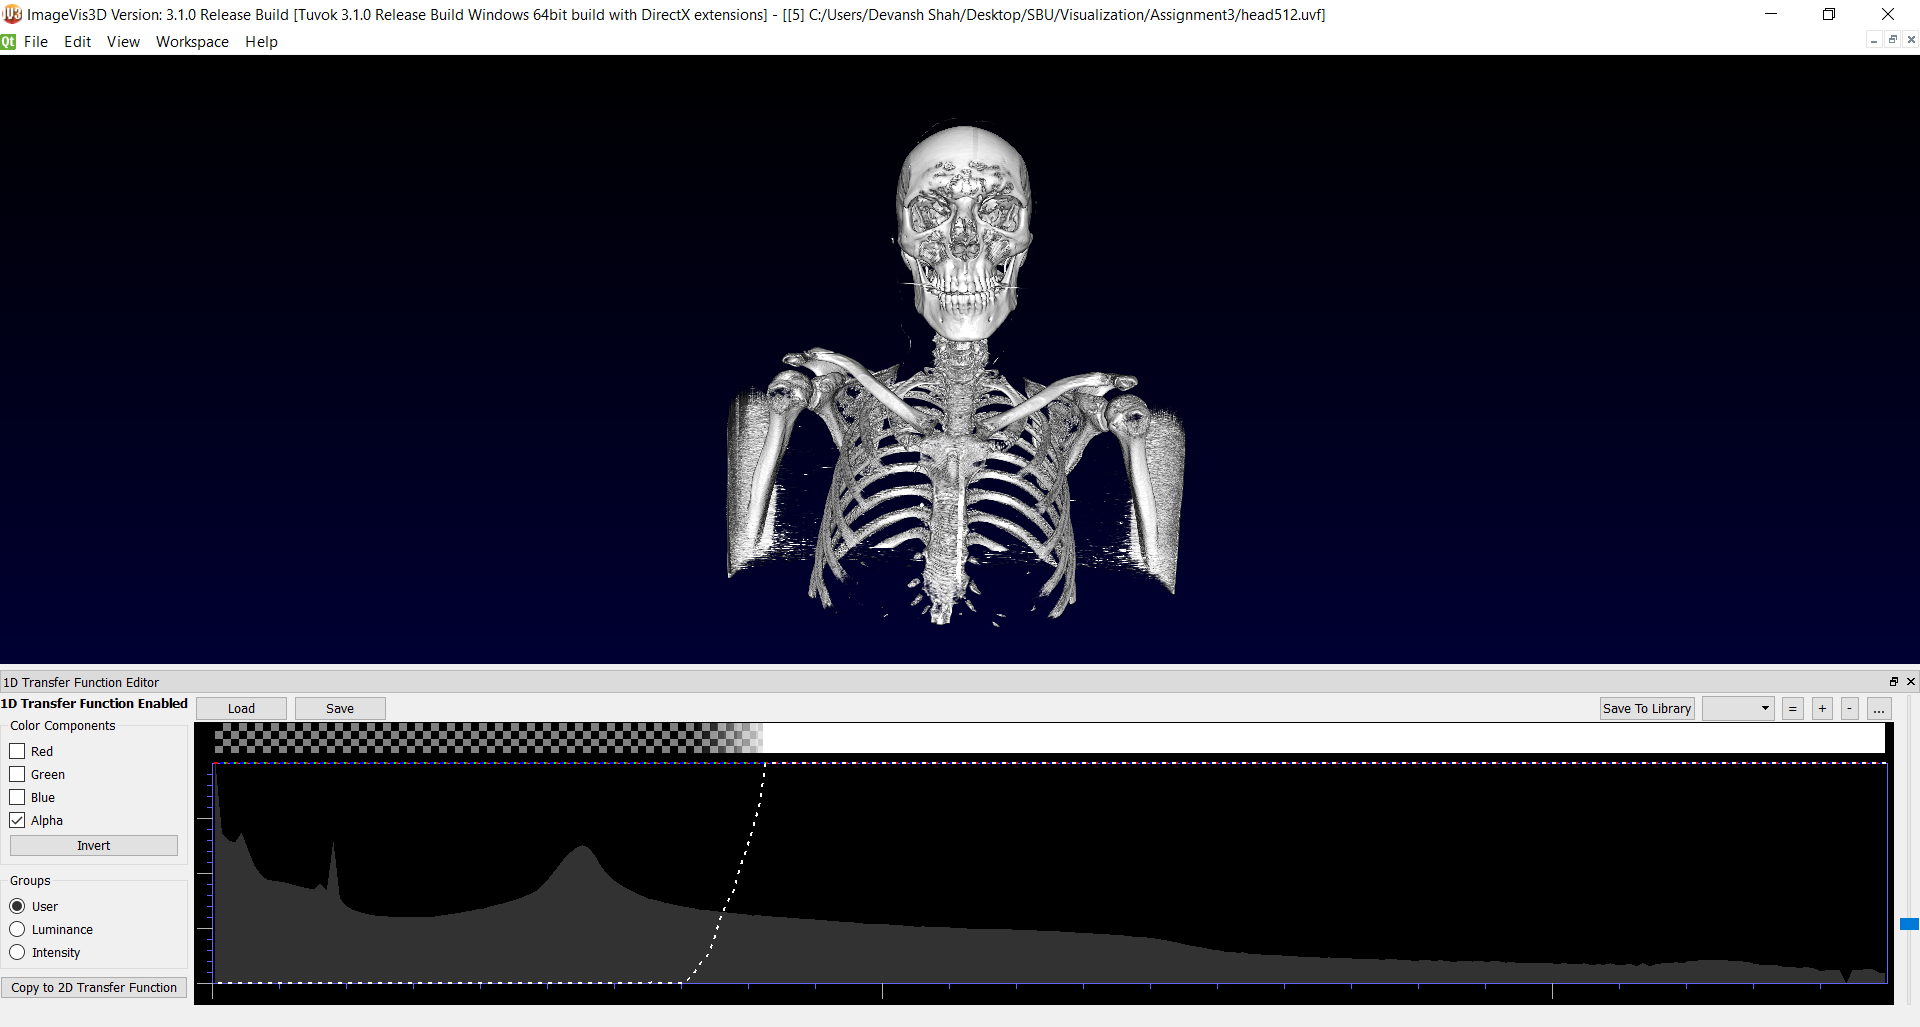 ImageVis3D Version: 3.1.0 Release Build [Tuvok 3.1.0 Release Build Windows 64bit build with DirectX extensions] - [[5] C:/Users/Devansh Shah/Desktop/SBU/Visualization/Assignment3/head512.uvf]
Qt File Edit View Workspace Help
1D Transfer Function Editor
1D Transfer Function Enabled
Load Save Save To Library = + - ...
Color Components
Red
Green
Blue
Alpha
Invert
Groups
User
Luminance
Intensity
Copy to 2D Transfer Function